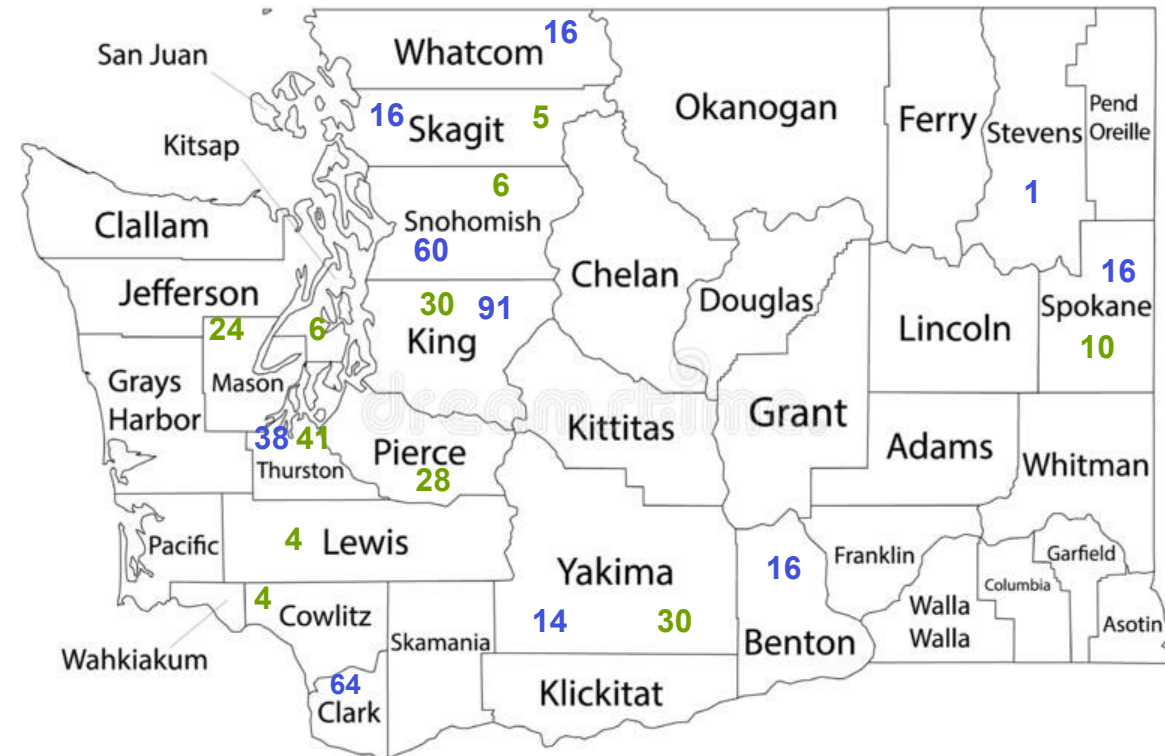 San Juan
Whatcom
16
Okanogan
Ferry
Stevens
1
Pend
Oreille
16
Skagit
5
Kitsap
Clallam
6
Snohomish
60
Chelan
Douglas
Lincoln
16
Spokane
10
Jefferson
24
6
30
91
King
Mason
Grays
Harbor
Kittitas
Grant
Adams
Whitman
dreamstime
38
41
Thurston
Pierce
28
Pacific
4
Lewis
Yakima
14
30
16
Benton
Franklin
Columbia
Garfield
Walla
Walla
Asotin
Wahkiakum
4
Cowlitz
Skamania
64
Clark
Klickitat